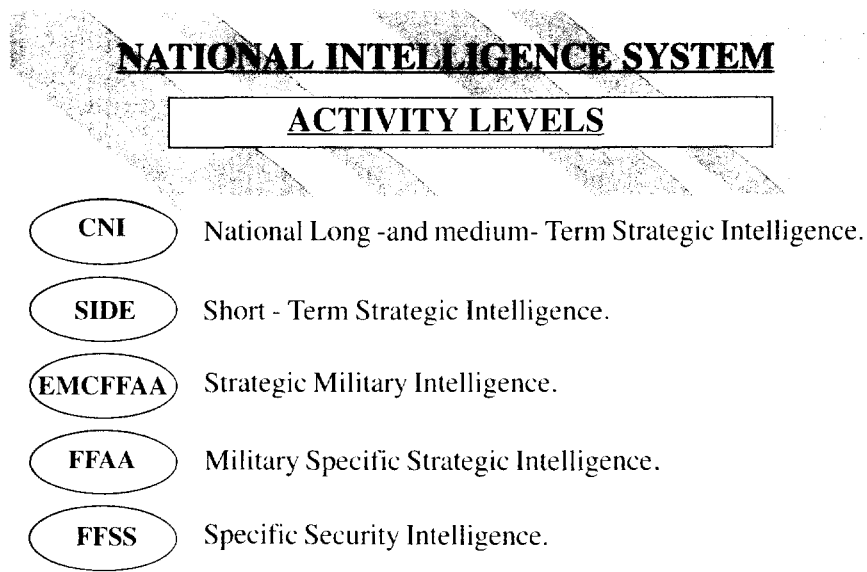 NATIONAL INTELLIGENCE SYSTEM
ACTIVITY LEVELS
CNI National Long -and medium- Term Strategic Intelligence.
SIDE Short - Term Strategic Intelligence.
EMCFFAA Strategic Military Intelligence.
FFAA Military Specific Strategic Intelligence.
FFSS Specific Security Intelligence.